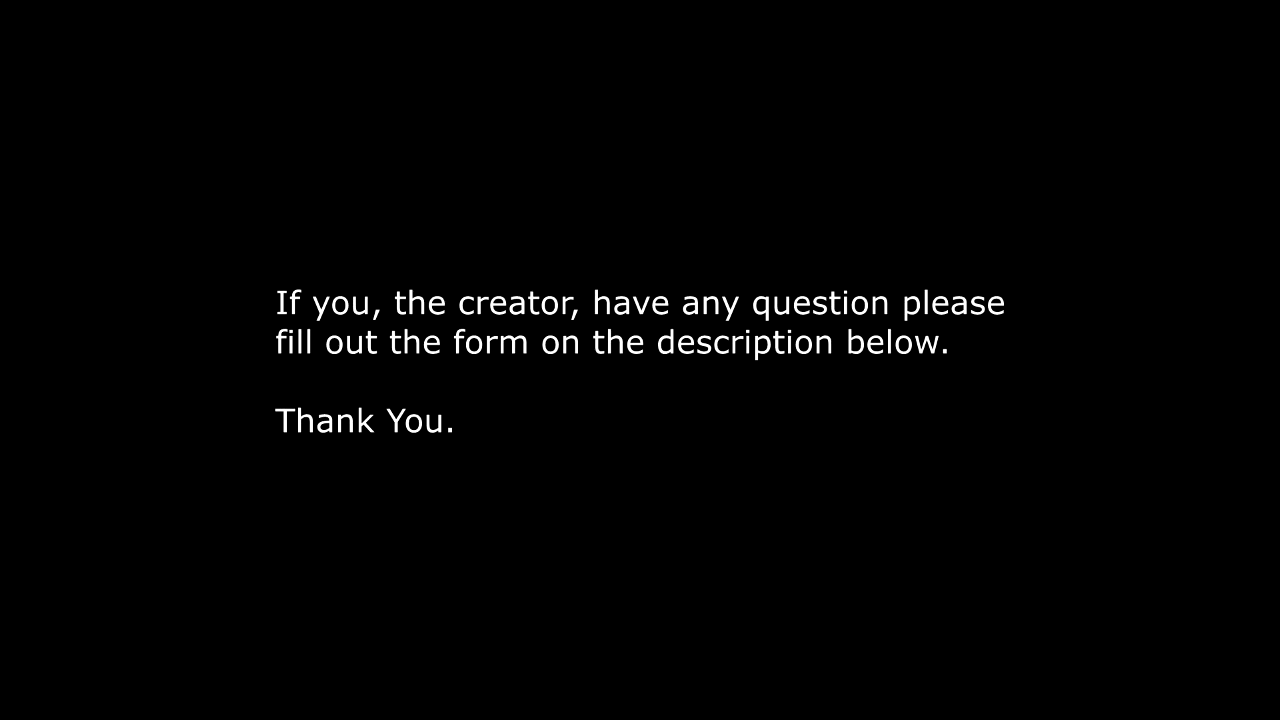 If you, the creator, have any question please
fill out the form on the description below.
Thank You.